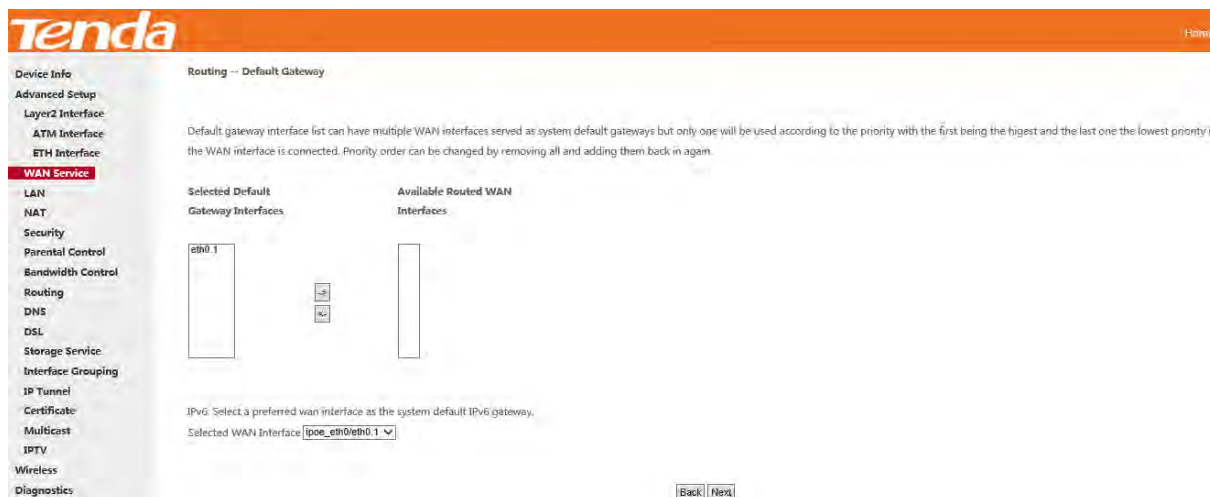 Tenda
Home
Device Info
Advanced Setup
Layer2 Interface
ATM Interface
ETH Interface
WAN Service
LAN
NAT
Security
Parental Control
Bandwidth Control
Routing
DNS
DSL
Storage Service
Interface Grouping
IP Tunnel
Certificate
Multicast
IPTV
Wireless
Diagnostics
Routing -- Default Gateway
Default gateway interface list can have multiple WAN interfaces served as system default gateways but only one will be used according to the priority with the first being the higest and the last one the lowest priority
the WAN interface is connected. Priority order can be changed by removing all and adding them back in again.
Selected Default
Gateway Interfaces
Available Routed WAN
Interfaces
eth0.1
->
<-
IPv6: Select a preferred wan interface as the system default IPv6 gateway.
Selected WAN Interface ipoe_eth0/eth0.1
Back Next